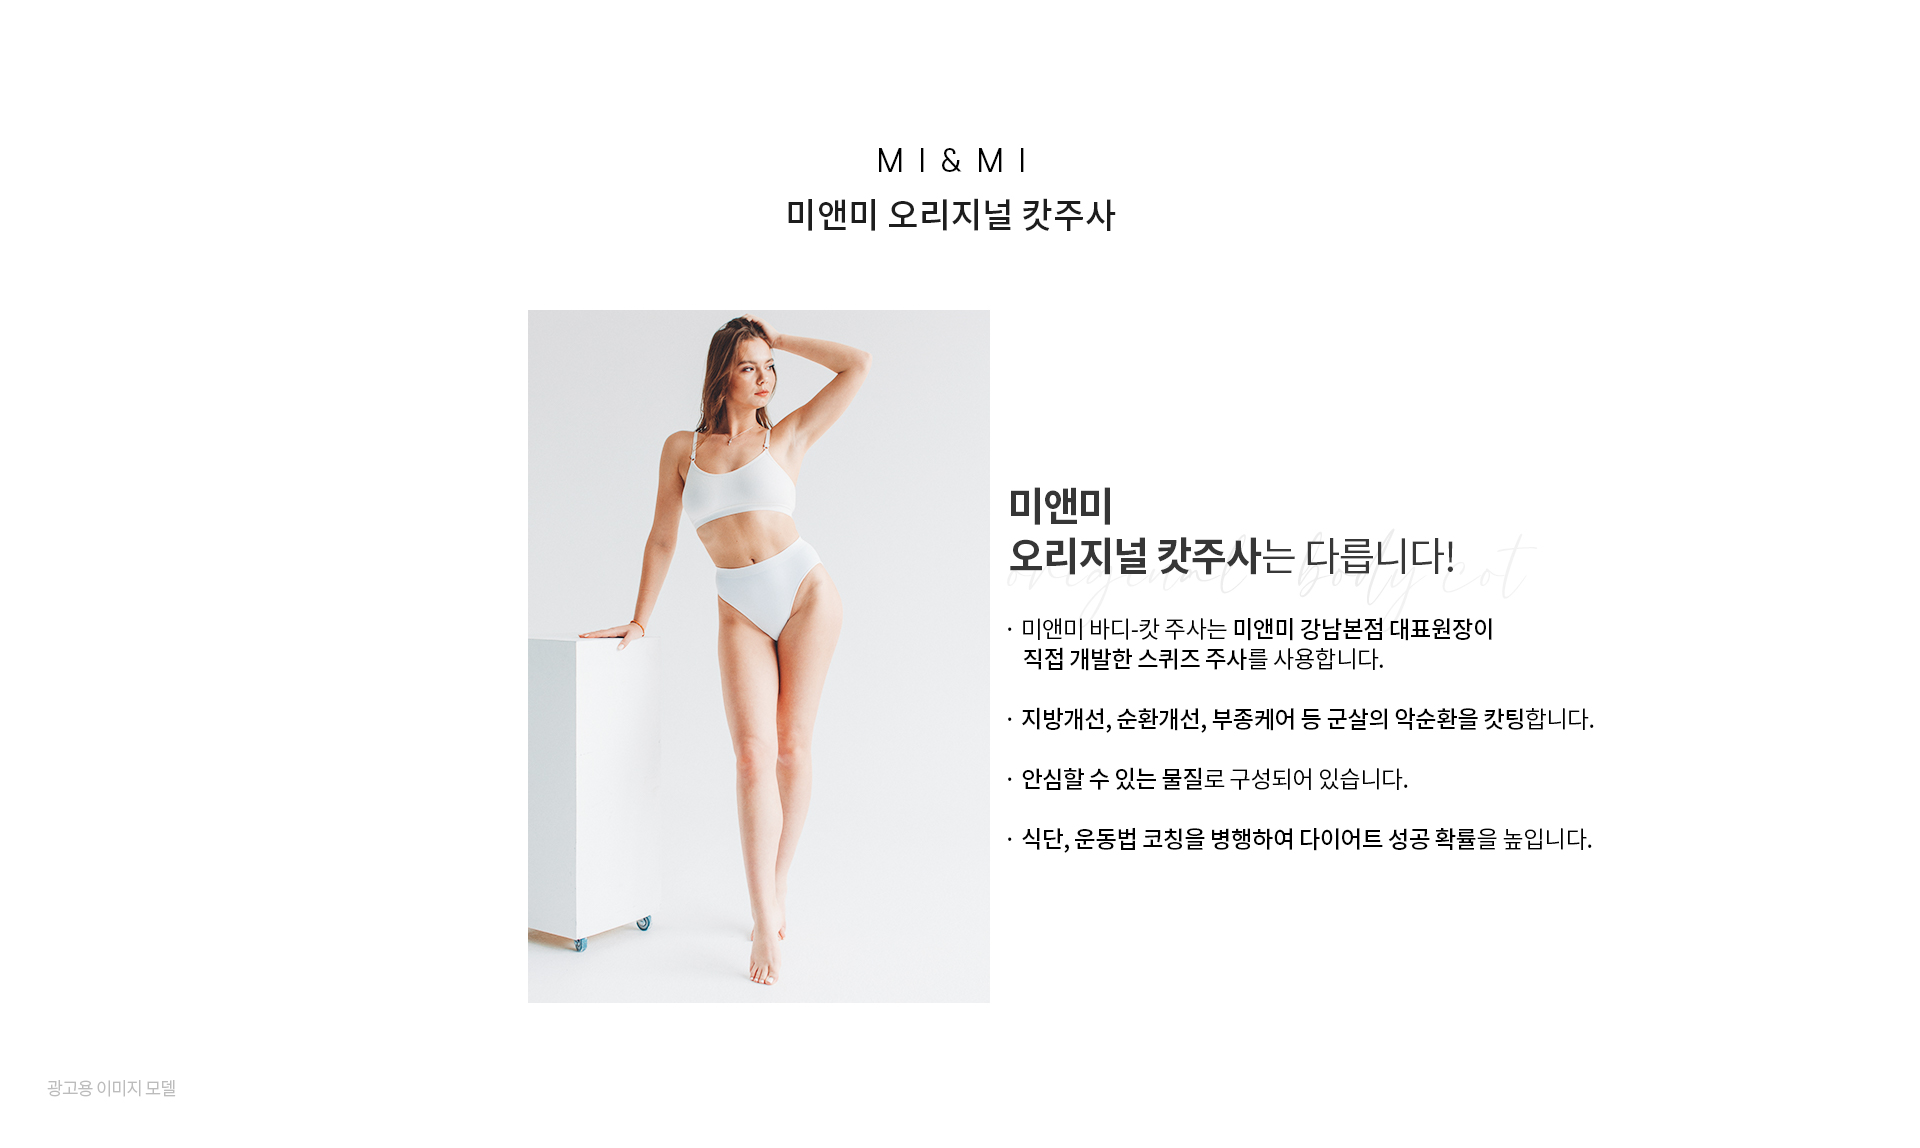 MI&MI
미앤미 오리지널 캇주사
미앤미
오리지널 캇주사는 다릅니다!
original body cot
· 미앤미 바디-캇 주사는 미앤미 강남본점 대표원장이
직접 개발한 스퀴즈 주사를 사용합니다.
· 지방개선, 순환개선, 부종케어 등 군살의 악순환을 캇팅합니다.
· 안심할 수 있는 물질로 구성되어 있습니다.
· 식단, 운동법 코칭을 병행하여 다이어트 성공 확률을 높입니다.
광고용 이미지 모델